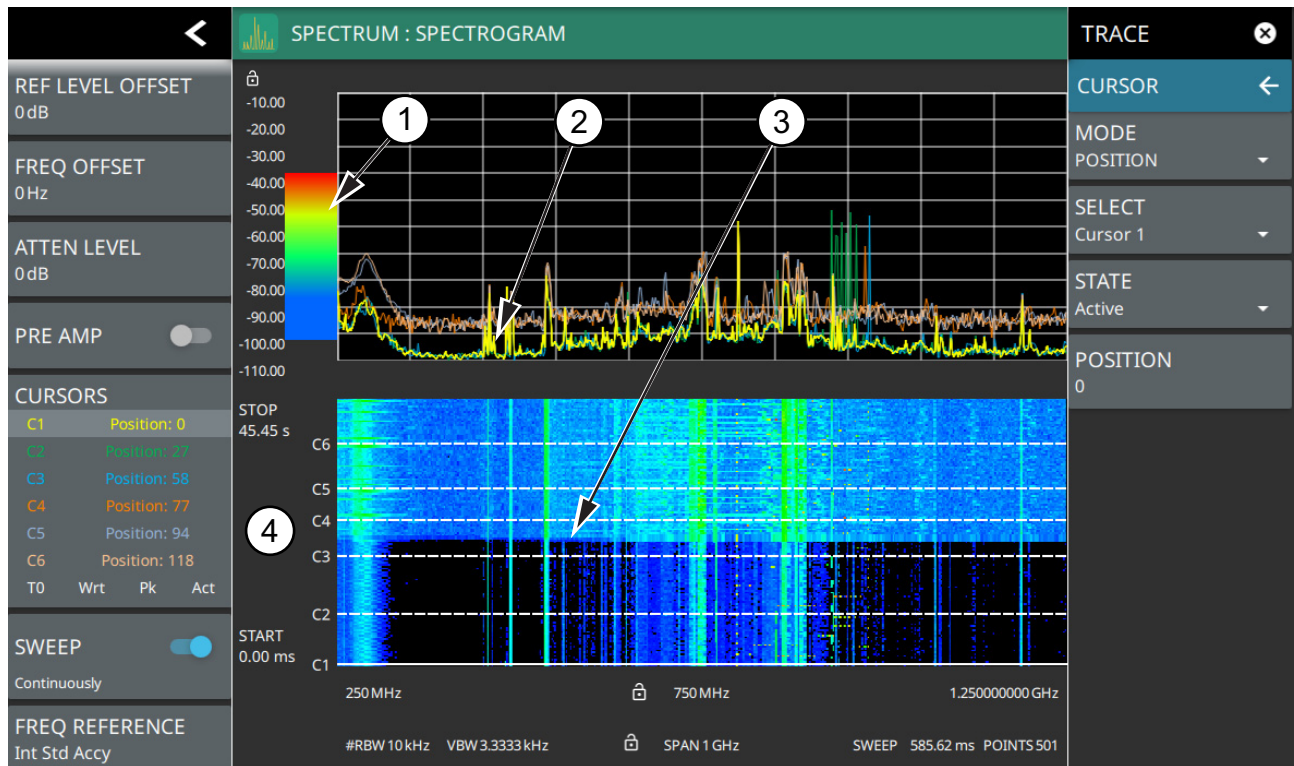 SPECTRUM : SPECTROGRAM
REF LEVEL OFFSET
0 dB
FREQ OFFSET
0 Hz
ATTEN LEVEL
0 dB
PRE AMP
CURSORS
C1 Position: 0
C2 Position: 27
C3 Position: 58
C4 Position: 77
C5 Position: 94
C6 Position: 118
T0 Wrt Pk Act
SWEEP
Continuously
FREQ REFERENCE
Int Std Accy
-10.00
-20.00
-30.00
-40.00
-50.00
-60.00
-70.00
-80.00
-90.00
-100.00
-110.00
1
2
3
STOP
45.45 s
C6
C5
C4
4
C3
C2
START
0.00 ms
C1
250 MHz 750 MHz 1.250000000 GHz
#RBW 10 kHz VBW 3.3333 kHz SPAN 1 GHz SWEEP 585.62 ms POINTS 501
TRACE
CURSOR
MODE
POSITION
SELECT
Cursor 1
STATE
Active
POSITION
0